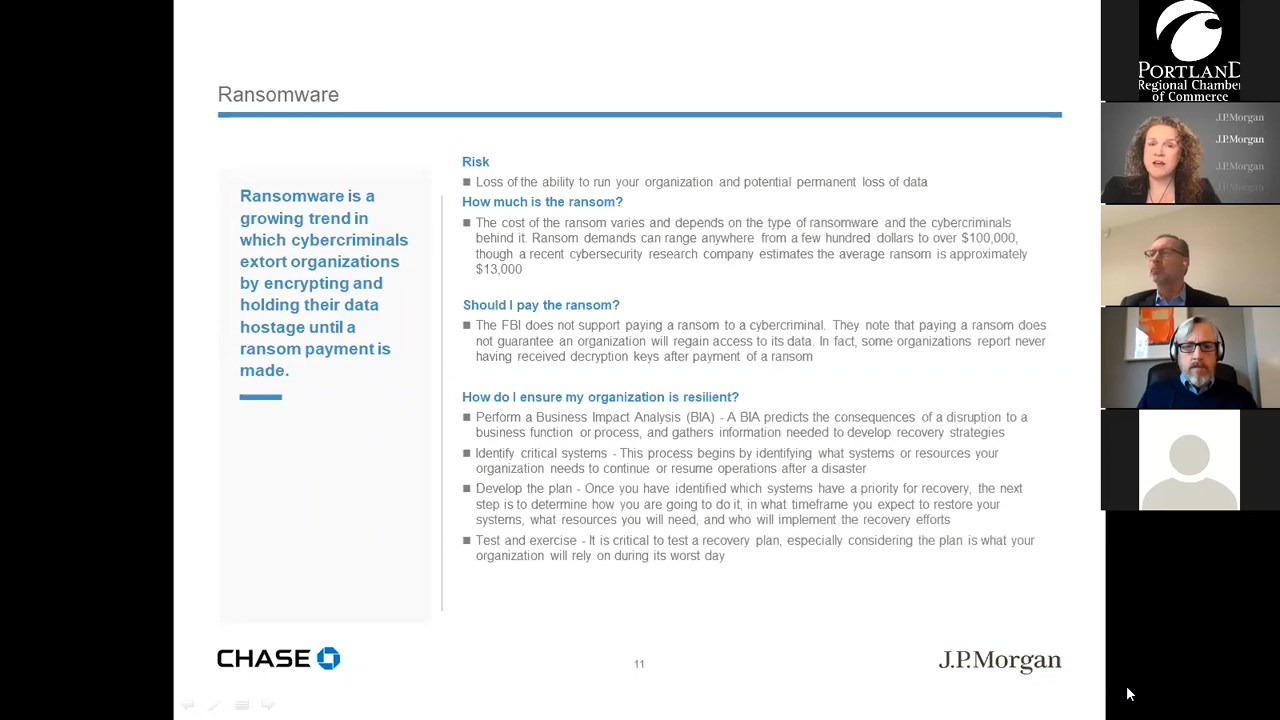 Ransomware
Ransomware is a
growing trend in
which cybercriminals
extort organizations
by encrypting and
holding their data
hostage until a
ransom payment is
made.
Risk
■ Loss of the ability to run your organization and potential permanent loss of data
How much is the ransom?
■ The cost of the ransom varies and depends on the type of ransomware and the cybercriminals
behind it. Ransom demands can range anywhere from a few hundred dollars to over $100,000,
though a recent cybersecurity research company estimates the average ransom is approximately
$13,000
Should I pay the ransom?
■ The FBI does not support paying a ransom to a cybercriminal. They note that paying a ransom does
not guarantee an organization will regain access to its data. In fact, some organizations report never
having received decryption keys after payment of a ransom
How do I ensure my organization is resilient?
■ Perform a Business Impact Analysis (BIA) - A BIA predicts the consequences of a disruption to a
business function or process, and gathers information needed to develop recovery strategies
■ Identify critical systems - This process begins by identifying what systems or resources your
organization needs to continue or resume operations after a disaster
■ Develop the plan - Once you have identified which systems have a priority for recovery, the next
step is to determine how you are going to do it, in what timeframe you expect to restore your
systems, what resources you will need, and who will implement the recovery efforts
■ Test and exercise - It is critical to test a recovery plan, especially considering the plan is what your
organization will rely on during its worst day
CHASE
11
J.P.Morgan
PORTLAND
Regional Chamber
of Commerce
J.P.Morgan
J.P.Morgan
J.P.Morgan
J.P.Morgan